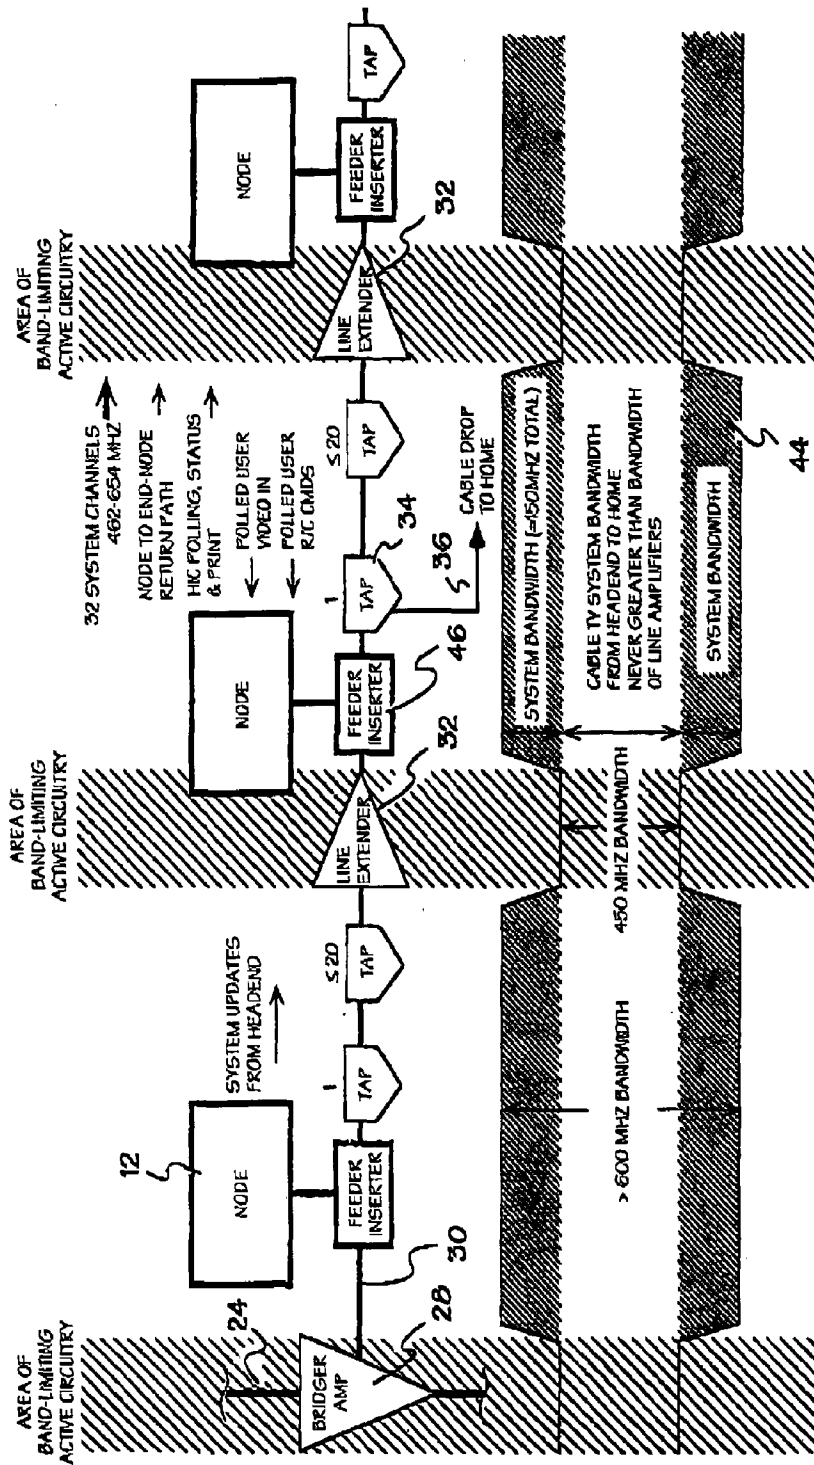 AREA OF
BAND-LIMITING
ACTIVE CIRCUITRY
AREA OF
BAND-LIMITING
ACTIVE CIRCUITRY
AREA OF
BAND-LIMITING
ACTIVE CIRCUITRY
32 SYSTEM CHANNELS
462-654 MHZ
NODE TO END-NODE
RETURN PATH
HIC POLLING, STATUS
& PRINT
POLLED USER
VIDEO IN
POLLED USER
R/C CMDS
SYSTEM UPDATES
FROM HEADEND
12
NODE
NODE
NODE
24
BRIDGER
AMP
28
30
FEEDER
INSERTER
1
TAP
≤20
TAP
LINE
EXTENDER
32
FEEDER
INSERTER
46
1
TAP
34
36
CABLE DROP
TO HOME
≤20
TAP
LINE
EXTENDER
32
FEEDER
INSERTER
TAP
SYSTEM BANDWIDTH (=150MHZ TOTAL)
CABLE TV SYSTEM BANDWIDTH
FROM HEADEND TO HOME
NEVER GREATER THAN BANDWIDTH
OF LINE AMPLIFIERS
SYSTEM BANDWIDTH
44
> 600 MHZ BANDWIDTH
450 MHZ BANDWIDTH